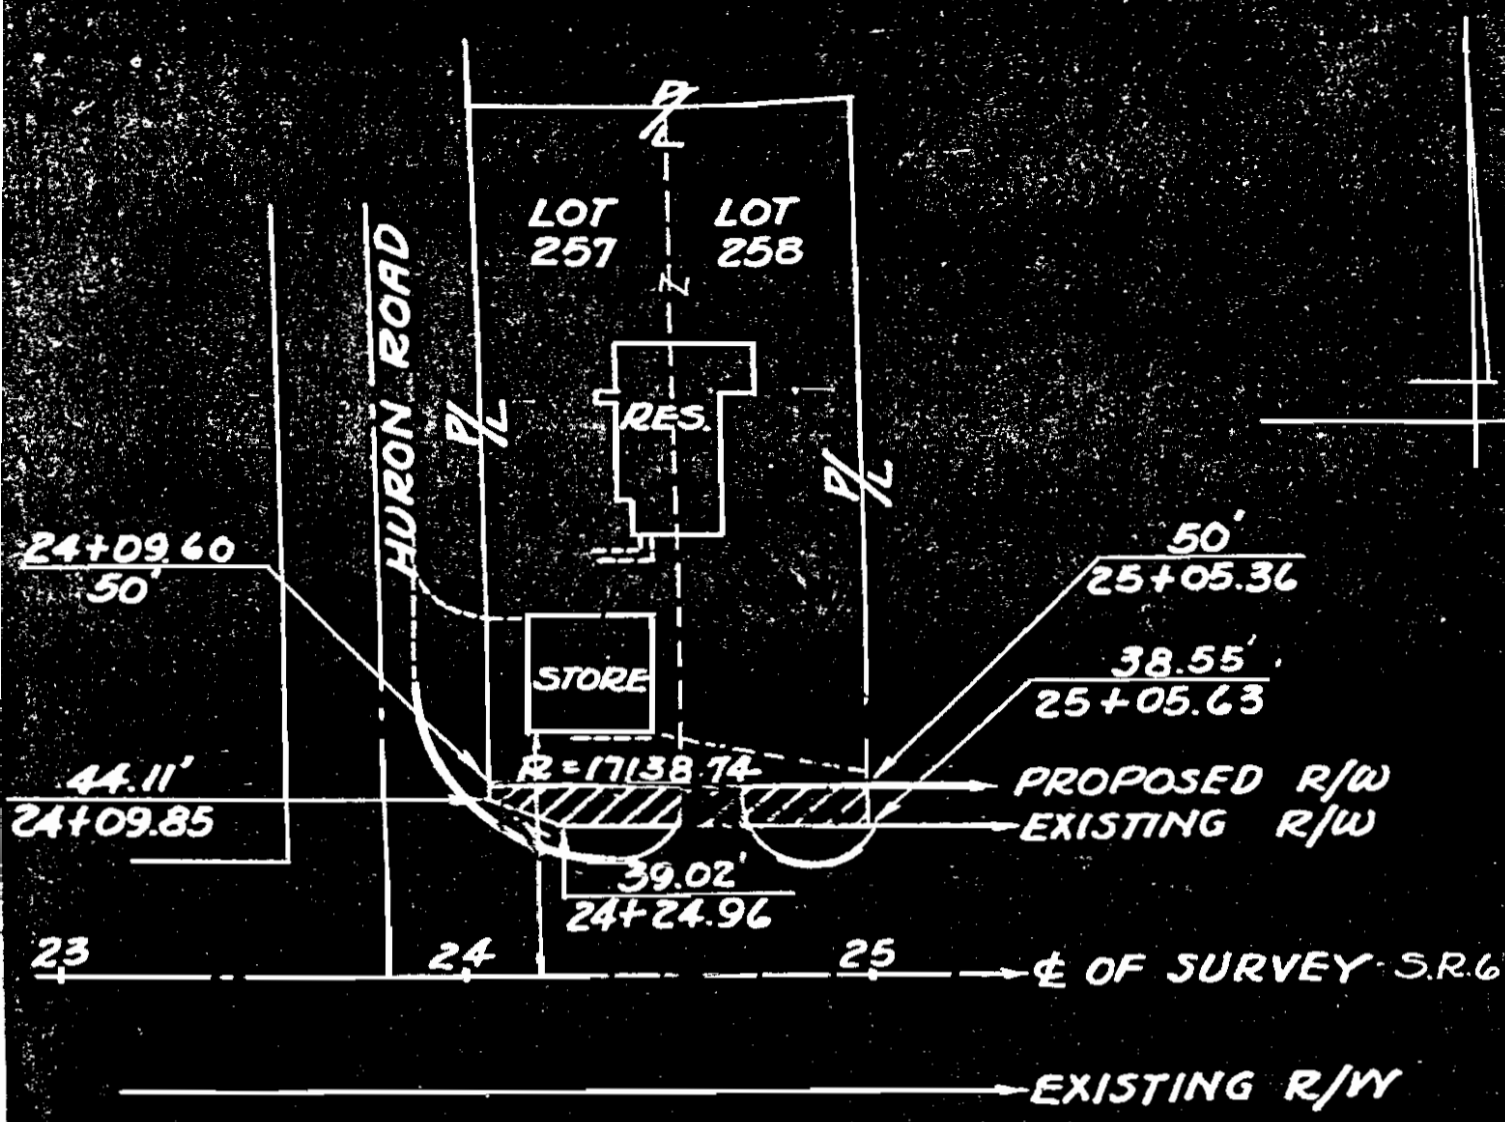 P/L
LOT
257
LOT
258
HURON ROAD
Z
RES.
P/L
P/L
24+09.60
50'
50'
25+05.36
STORE
38.55'
25+05.63
R=17138.74
44.11'
24+09.85
PROPOSED R/W
EXISTING R/W
39.02'
24+24.96
23
24
25
℄ OF SURVEY S.R.6
EXISTING R/W